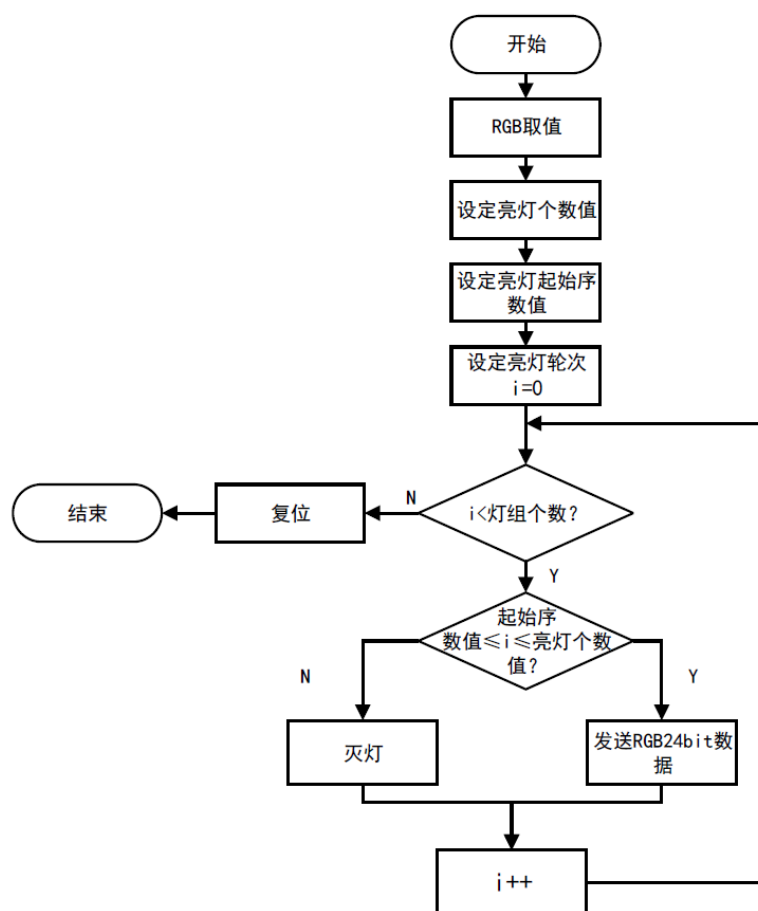 开始
RGB取值
设定亮灯个数值
设定亮灯起始序
数值
设定亮灯轮次
i=0
i<灯组个数？
N
复位
结束
Y
起始序
数值≤i≤亮灯个数
值？
N
Y
灭灯
发送RGB24bit数
据
i++